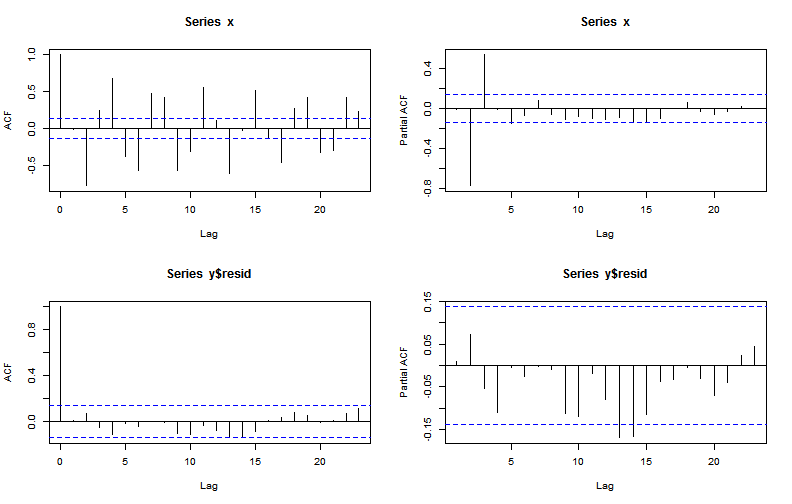 Series x
ACF
1.0
0.5
0.0
-0.5
0
5
10
15
20
Lag
Series x
Partial ACF
0.4
0.0
-0.4
-0.8
5
10
15
20
Lag
Series y$resid
ACF
0.8
0.4
0.0
0
5
10
15
20
Lag
Series y$resid
Partial ACF
0.15
0.05
-0.05
-0.15
5
10
15
20
Lag